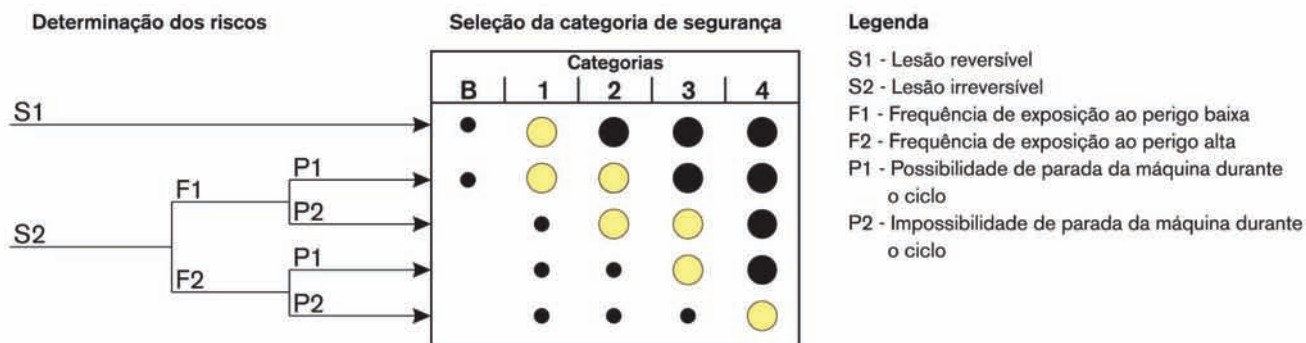 Determinação dos riscos
Seleção da categoria de segurança
Legenda
Categorias
B 1 2 3 4
S1
F1
P1
P2
S2
F2
P1
P2
S1 - Lesão reversível
S2 - Lesão irreversível
F1 - Frequência de exposição ao perigo baixa
F2 - Frequência de exposição ao perigo alta
P1 - Possibilidade de parada da máquina durante
o ciclo
P2 - Impossibilidade de parada da máquina durante
o ciclo